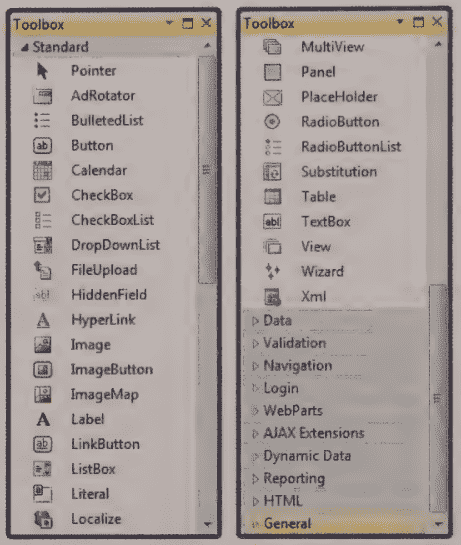 Toolbox
Standard
Pointer
AdRotator
BulletedList
Button
Calendar
CheckBox
CheckBoxList
DropDownList
FileUpload
HiddenField
HyperLink
Image
ImageButton
ImageMap
Label
LinkButton
ListBox
Literal
Localize
Toolbox
MultiView
Panel
PlaceHolder
RadioButton
RadioButtonList
Substitution
Table
TextBox
View
Wizard
Xml
Data
Validation
Navigation
Login
WebParts
AJAX Extensions
Dynamic Data
Reporting
HTML
General